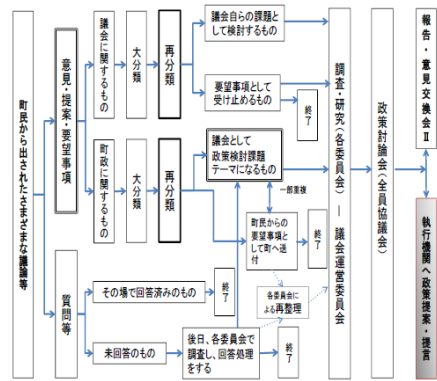 町民から出されたさまざまな議論等
意見・提案・要望事項
質問等
議会に関するもの
大分類
再分類
議会自らの課題と
して検討するもの
要望事項として
受け止めるもの
終了
町政に関するもの
大分類
再分類
議会として
政策検討課題
テーマになるもの
一部重複
町民からの
要望事項と
して町へ送
付
終了
各委員会に
よる再整理
その場で回答済みのもの
終了
未回答のもの
後日、各委員会で
調査し、回答処理
をする
終了
調査・研究(各委員会) ― 議会運営委員会
政策討論会(全員協議会)
報告・意見交換会Ⅱ
執行機関へ政策提案・提言